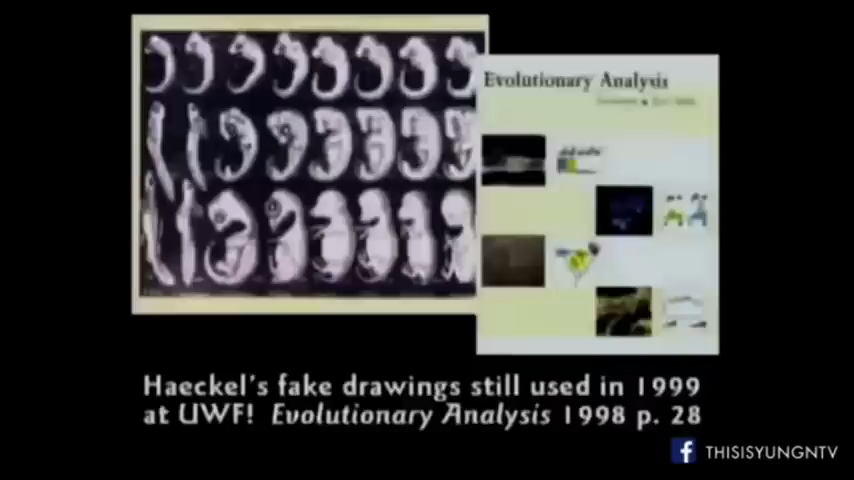 Evolutionary Analysis
Haeckel's fake drawings still used in 1999
at UWF! Evolutionary Analysis 1998 p. 28
THISISYUNGNTV